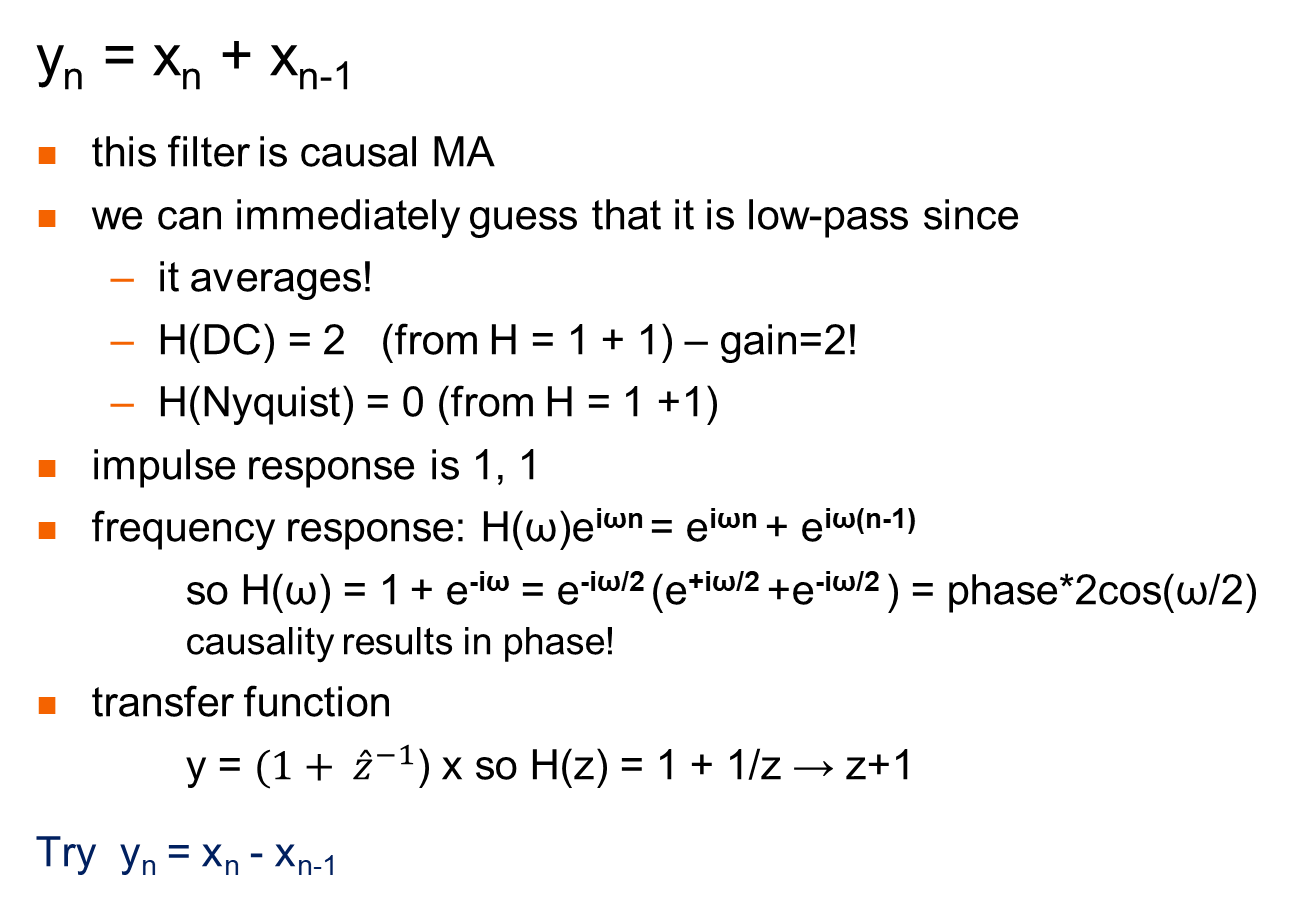 yₙ = xₙ + xₙ₋₁
■ this filter is causal MA
■ we can immediately guess that it is low-pass since
– it averages!
– H(DC) = 2 (from H = 1 + 1) – gain=2!
– H(Nyquist) = 0 (from H = 1 +1)
■ impulse response is 1, 1
■ frequency response: H(ω)e^{iωn} = e^{iωn} + e^{iω(n-1)}
so H(ω) = 1 + e^{-iω} = e^{-iω/2} (e^{+iω/2} +e^{-iω/2} ) = phase*2cos(ω/2)
causality results in phase!
■ transfer function
y = (1 + ẑ⁻¹) x so H(z) = 1 + 1/z → z+1
Try yₙ = xₙ - xₙ₋₁